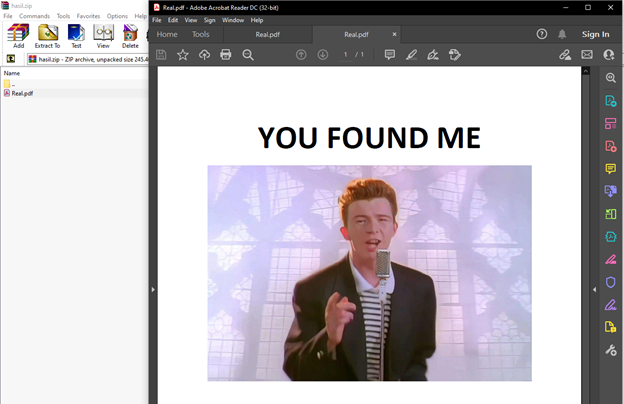 hasil.zip
File Commands Tools Favorites Options Help
Add Extract To Test View Delete
hasil.zip - ZIP archive, unpacked size 245.4
Name
..
Real.pdf
Real.pdf - Adobe Acrobat Reader DC (32-bit)
File Edit View Sign Window Help
Home Tools Real.pdf Real.pdf × Sign In
1 / 1
YOU FOUND ME